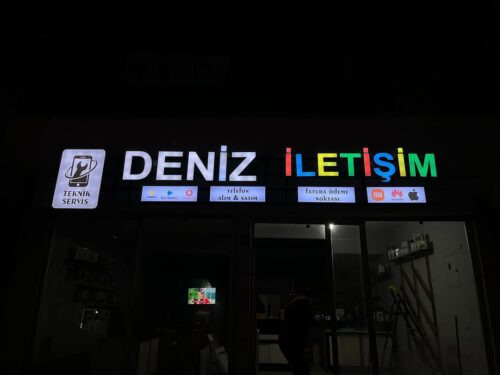 TEKNİK
SERVİS
DENİZ İLETİŞİM
TELEFON
ALIM & SATIM
FATURA ÖDEME
NOKTASI